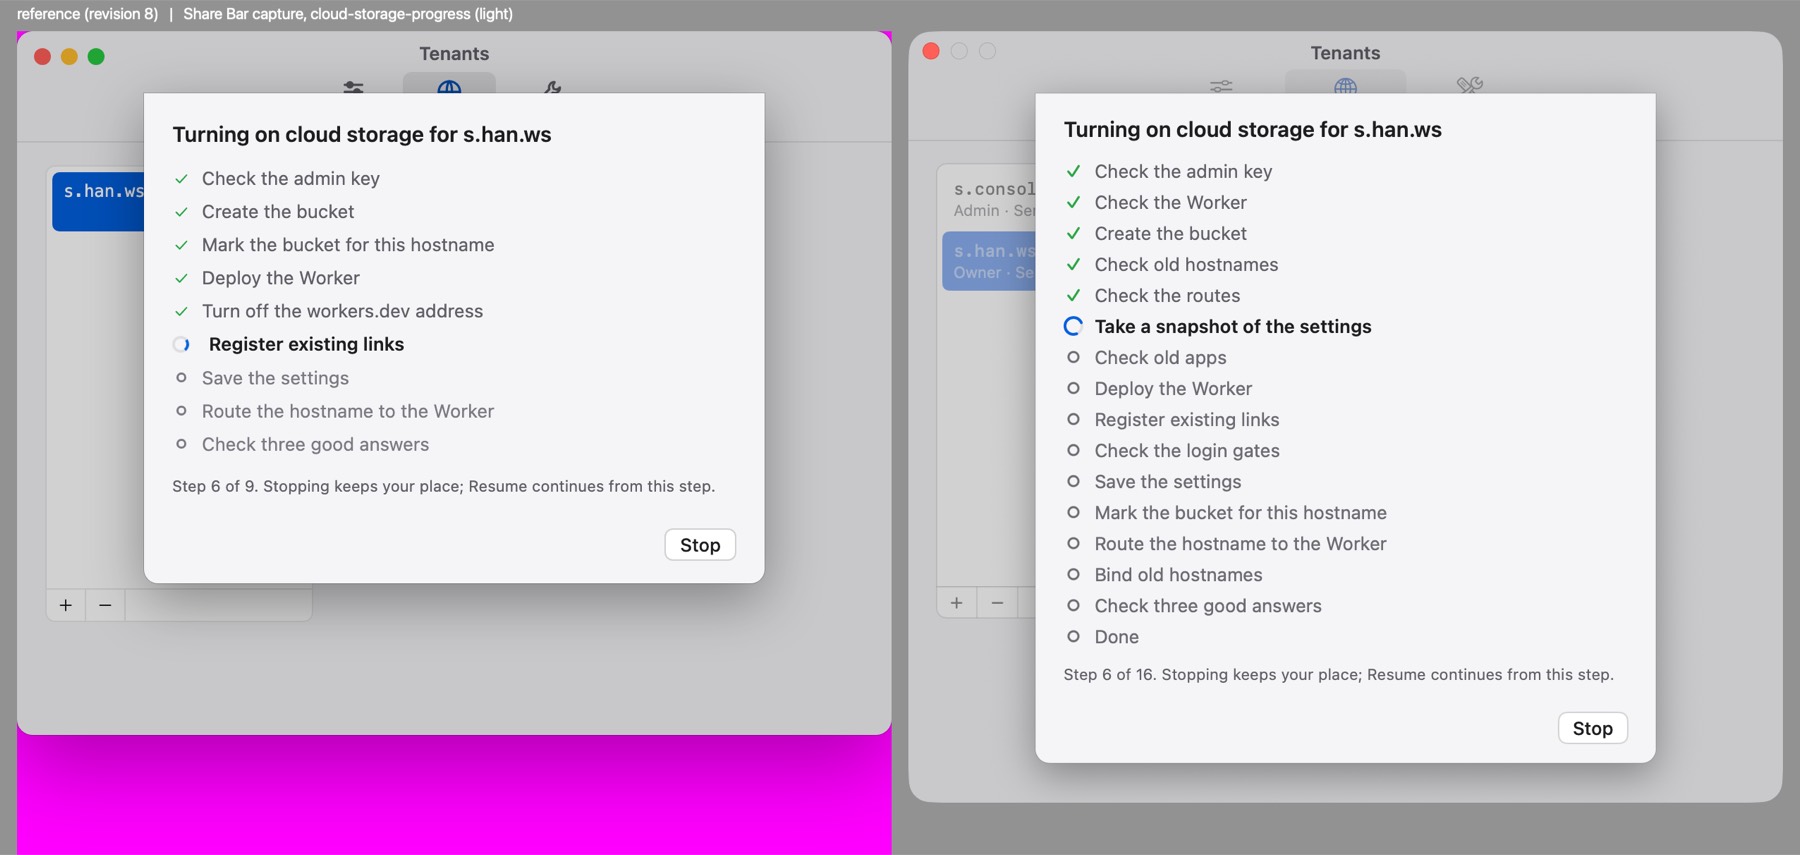 reference (revision 8) | Share Bar capture, cloud-storage-progress (light)
Tenants
Turning on cloud storage for s.han.ws
Check the admin key
Create the bucket
Mark the bucket for this hostname
Deploy the Worker
Turn off the workers.dev address
Register existing links
Save the settings
Route the hostname to the Worker
Check three good answers
Step 6 of 9. Stopping keeps your place; Resume continues from this step.
Stop
s.han.ws
+ −
Tenants
s.consol
Admin · Ser
s.han.ws
Owner · Se
Turning on cloud storage for s.han.ws
Check the admin key
Check the Worker
Create the bucket
Check old hostnames
Check the routes
Take a snapshot of the settings
Check old apps
Deploy the Worker
Register existing links
Check the login gates
Save the settings
Mark the bucket for this hostname
Route the hostname to the Worker
Bind old hostnames
Check three good answers
Done
Step 6 of 16. Stopping keeps your place; Resume continues from this step.
Stop
+ −